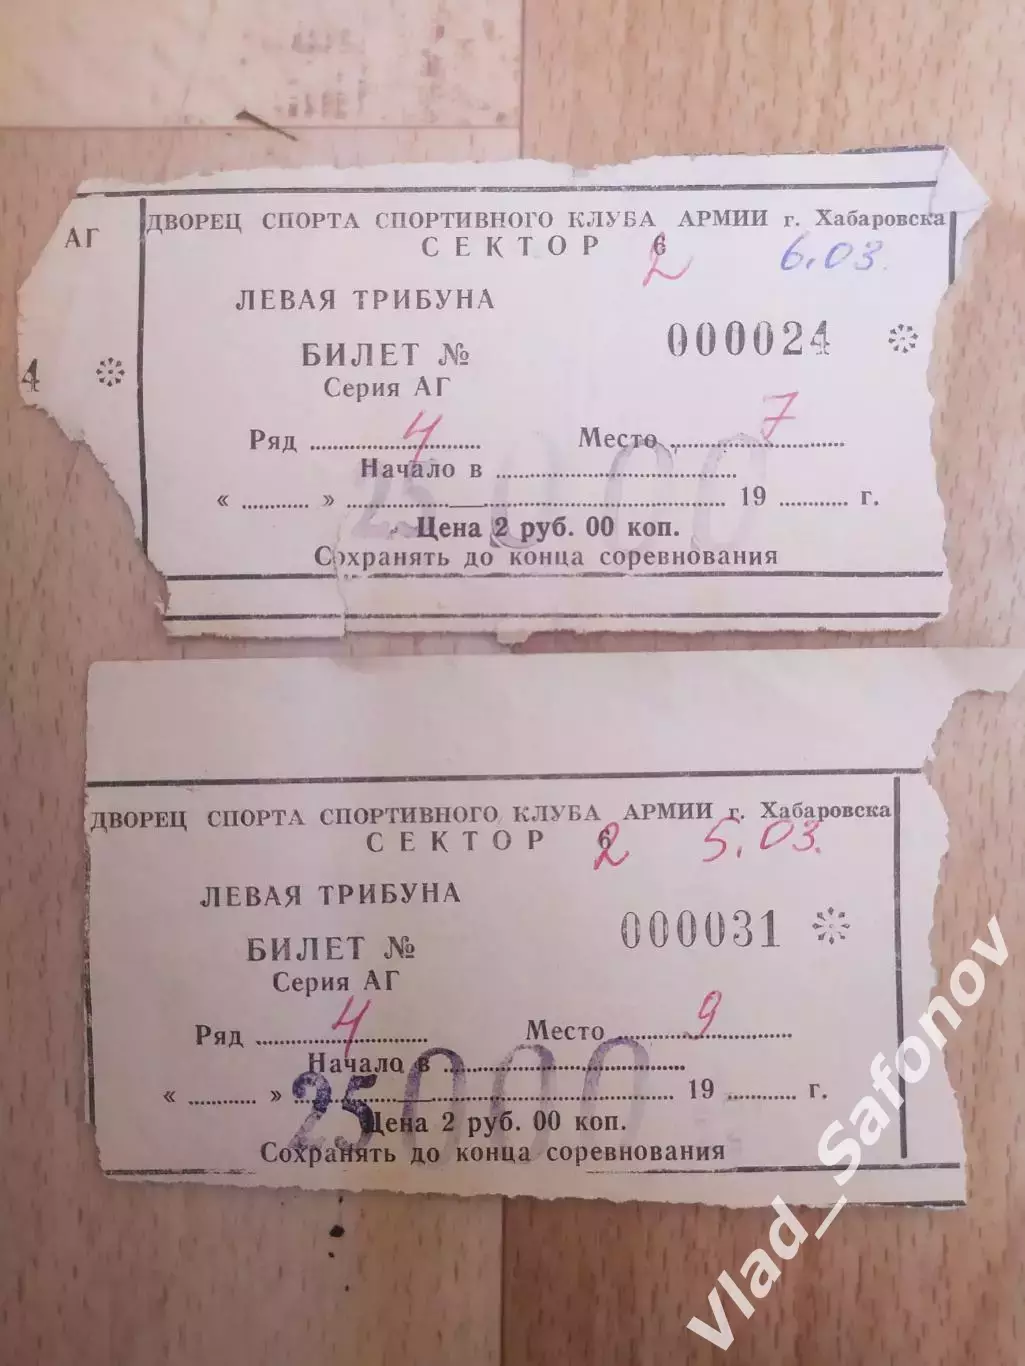 АГ
4
ДВОРЕЦ СПОРТА СПОРТИВНОГО КЛУБА АРМИИ г. Хабаровска
СЕКТОР 6 2 6.03.
ЛЕВАЯ ТРИБУНА
БИЛЕТ № 000024
Серия АГ
Ряд 4 Место 7
Начало в
« » 19 г.
25000
Цена 2 руб. 00 коп.
Сохранять до конца соревнования
ДВОРЕЦ СПОРТА СПОРТИВНОГО КЛУБА АРМИИ г. Хабаровска
СЕКТОР 6 2 5.03.
ЛЕВАЯ ТРИБУНА
БИЛЕТ № 000031
Серия АГ
Ряд 4 Место 9
Начало в
« » 19 г.
25000
Цена 2 руб. 00 коп.
Сохранять до конца соревнования
Vlad_Safonov